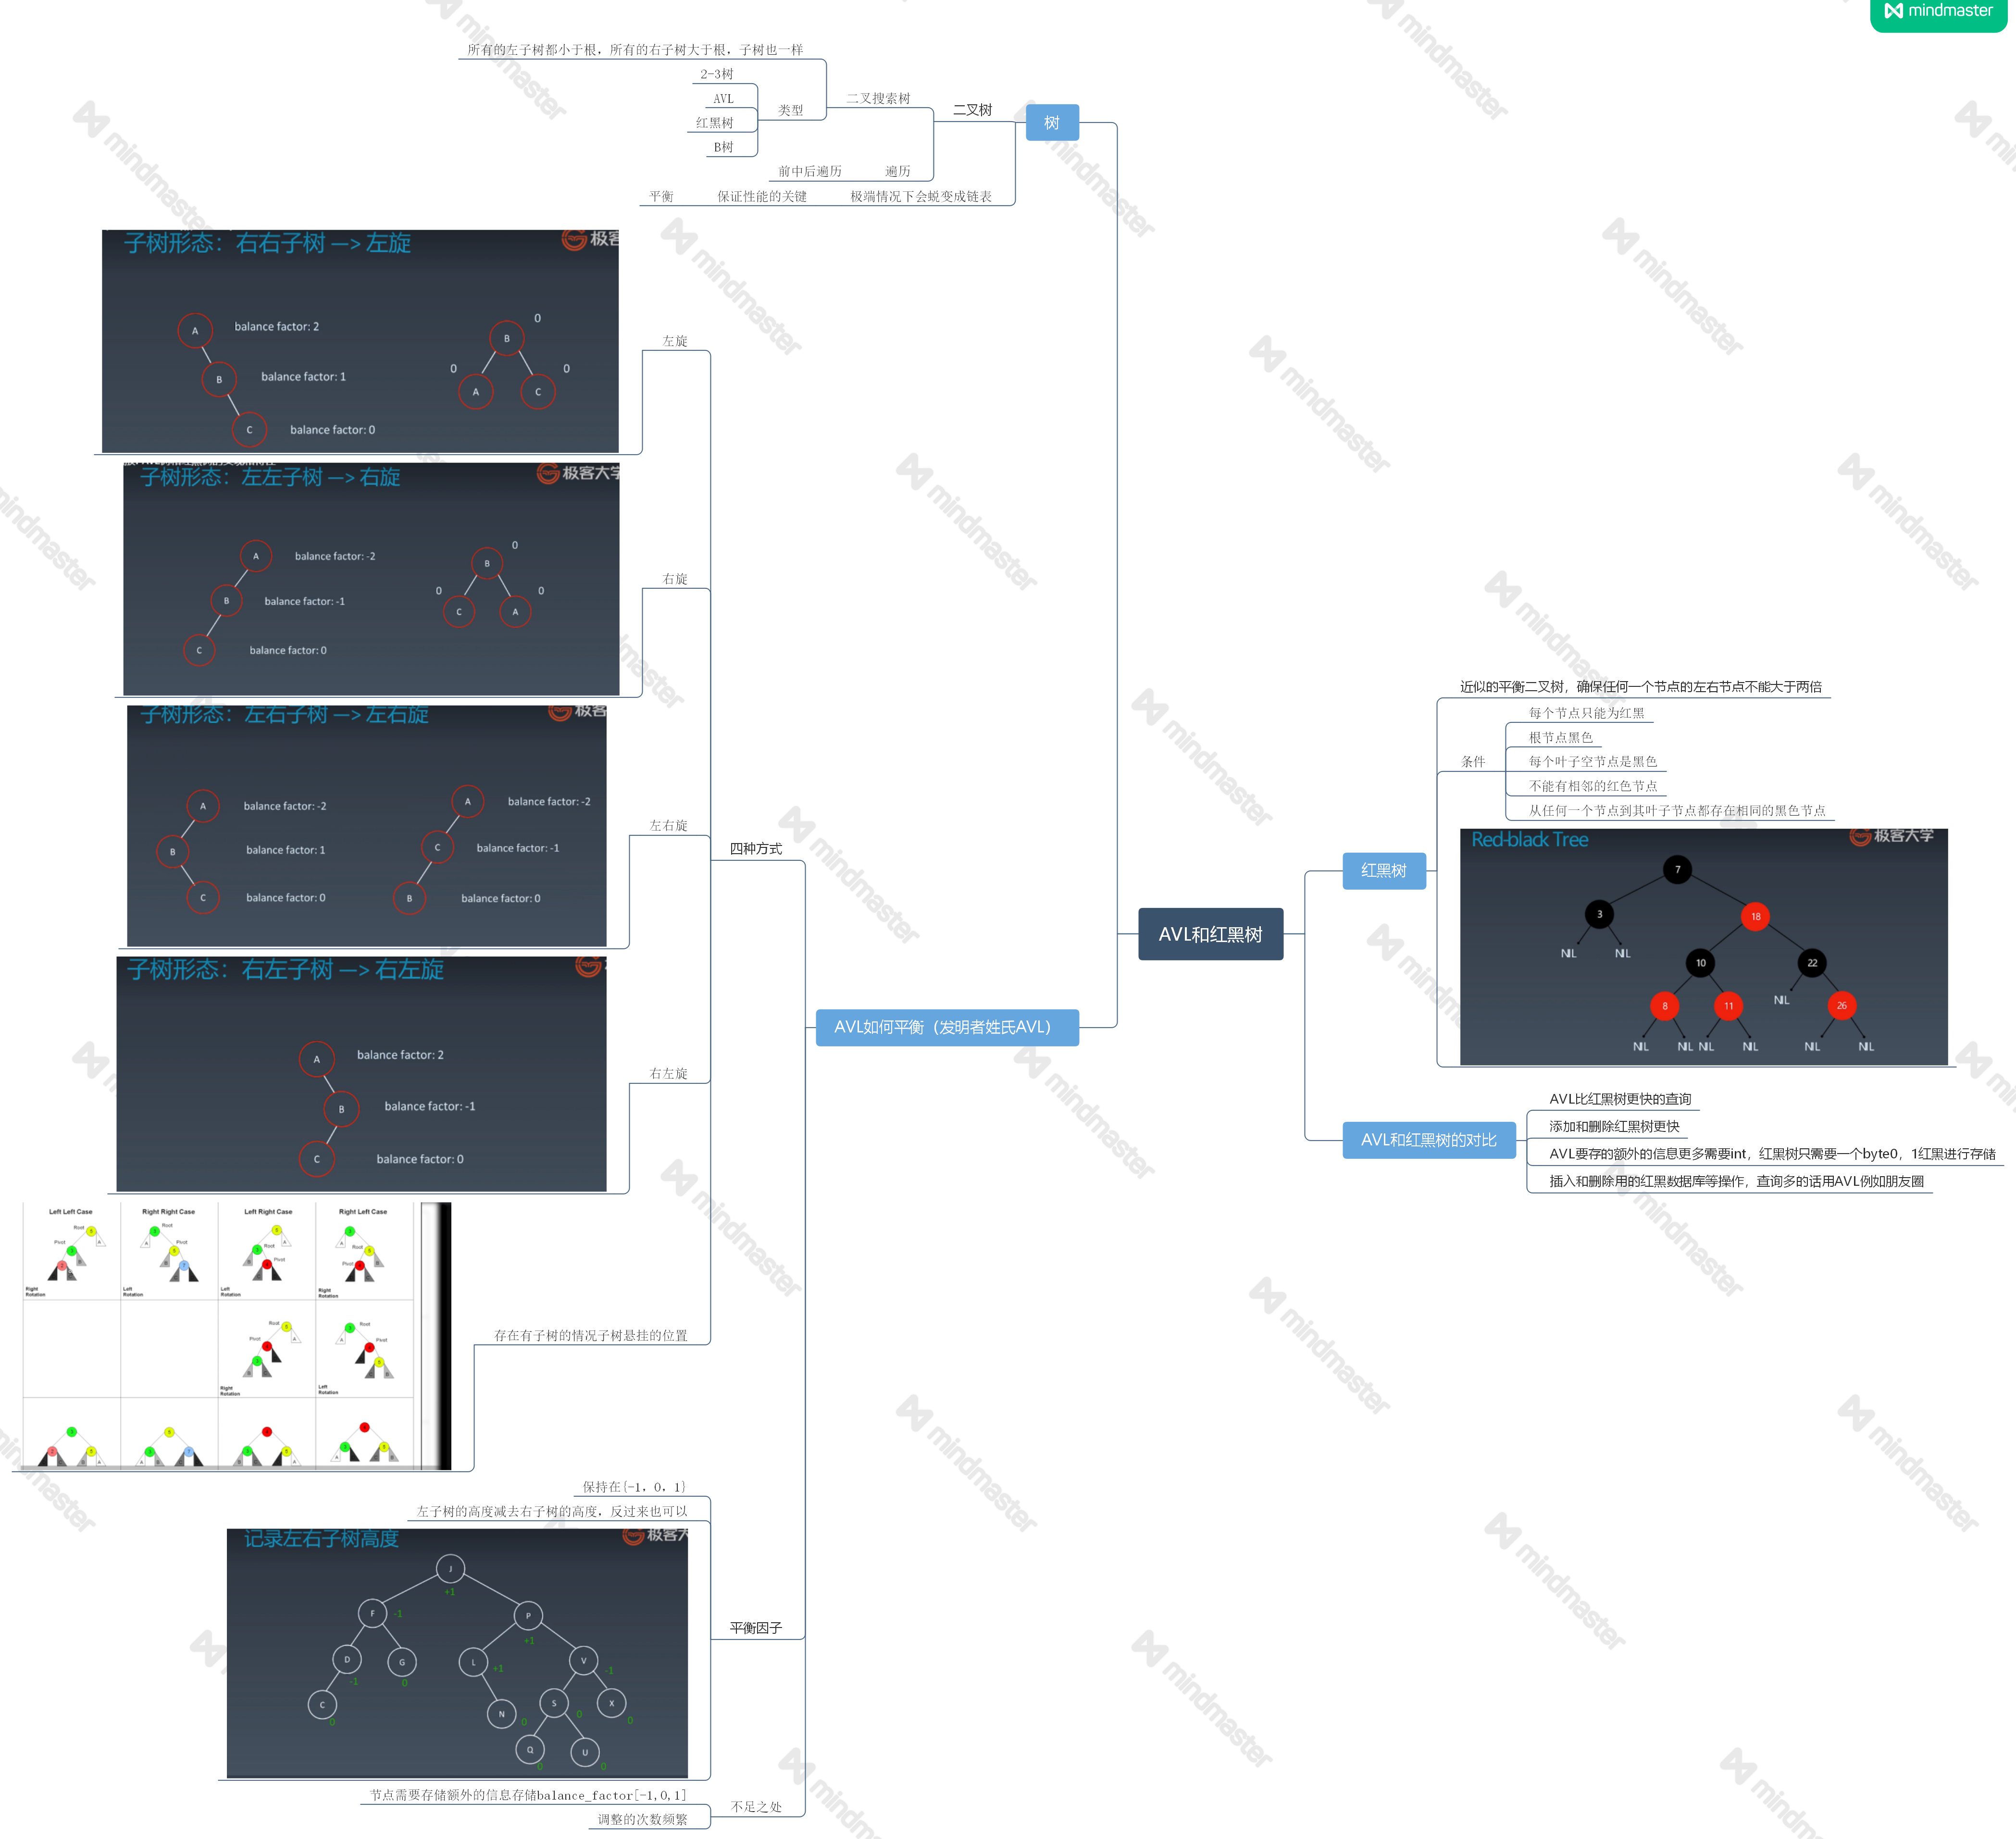 mindmaster
所有的左子树都小于根，所有的右子树大于根，子树也一样
2-3树
AVL
红黑树
B树
类型
二叉搜索树
二叉树
树
前中后遍历
遍历
平衡
保证性能的关键
极端情况下会蜕变成链表
子树形态：右右子树 —> 左旋
极客
A
balance factor: 2
B
balance factor: 1
C
balance factor: 0
0
B
0
0
A
C
左旋
子树形态：左左子树 —> 右旋
极客大学
A
balance factor: -2
B
balance factor: -1
C
balance factor: 0
0
B
0
0
C
A
右旋
子树形态：左右子树 —> 左右旋
极客
A
balance factor: -2
B
balance factor: 1
C
balance factor: 0
A
balance factor: -2
C
balance factor: -1
B
balance factor: 0
左右旋
四种方式
子树形态：右左子树 —> 右左旋
A
balance factor: 2
B
balance factor: -1
C
balance factor: 0
右左旋
AVL如何平衡（发明者姓氏AVL）
Left Left Case
Right Right Case
Left Right Case
Right Left Case
Root
Pivot
Right
Rotation
Root
Pivot
Left
Rotation
Root
Pivot
Left
Rotation
Root
Pivot
Right
Rotation
Root
Pivot
Right
Rotation
Root
Pivot
Left
Rotation
存在有子树的情况子树悬挂的位置
保持在{-1，0，1}
左子树的高度减去右子树的高度，反过来也可以
记录左右子树高度
极客大
J
+1
F
-1
P
+1
D
-1
G
0
L
+1
V
-1
C
0
N
0
S
0
X
0
Q
0
U
0
平衡因子
节点需要存储额外的信息存储balance_factor[-1,0,1]
调整的次数频繁
不足之处
AVL和红黑树
红黑树
近似的平衡二叉树，确保任何一个节点的左右节点不能大于两倍
条件
每个节点只能为红黑
根节点黑色
每个叶子空节点是黑色
不能有相邻的红色节点
从任何一个节点到其叶子节点都存在相同的黑色节点
Red-black Tree
极客大学
7
3
18
NIL
NIL
10
22
8
11
NIL
26
NIL
NIL
NIL
NIL
NIL
NIL
AVL和红黑树的对比
AVL比红黑树更快的查询
添加和删除红黑树更快
AVL要存的额外的信息更多需要int，红黑树只需要一个byte0，1红黑进行存储
插入和删除用的红黑数据库等操作，查询多的话用AVL例如朋友圈